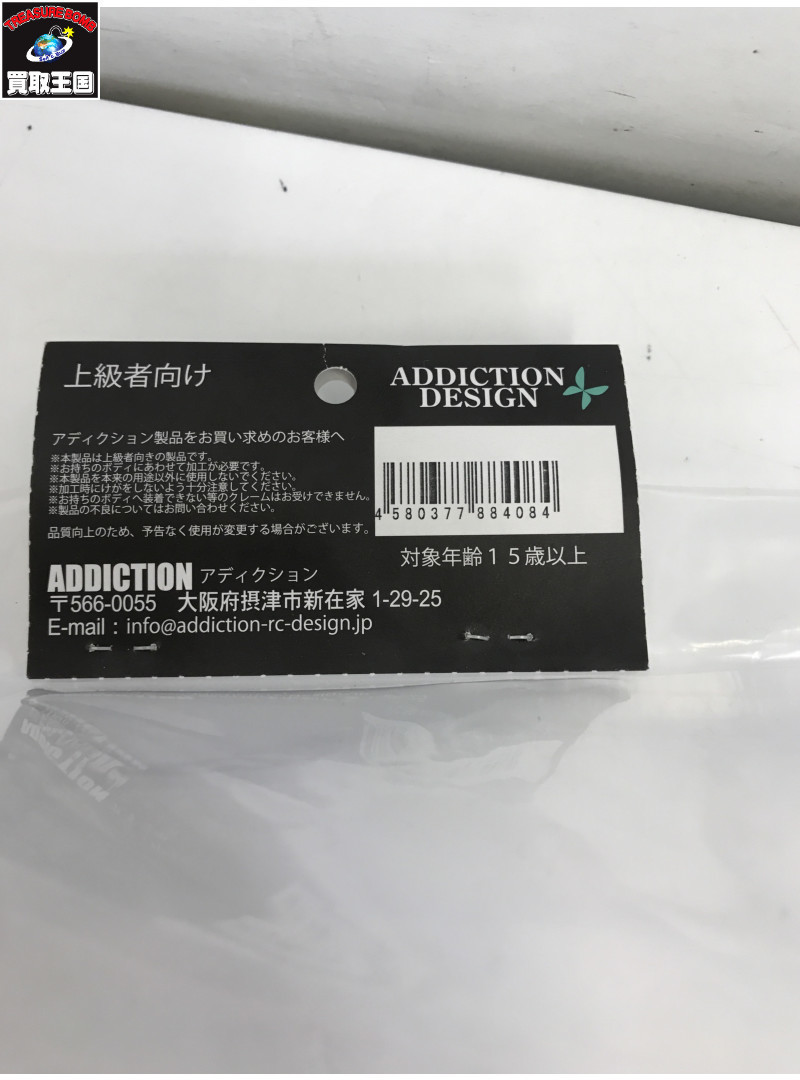 TREASURE BOMB
買取王国
上級者向け
ADDICTION
DESIGN
アディクション製品をお買い求めのお客様へ
※本製品は上級者向きの製品です。
※お持ちのボディにあわせて加工が必要です。
※本製品を本来の用途以外に使用しないでください。
※加工時にけがをしないよう十分注意してください。
※お持ちのボディへ装着できない等のクレームはお受けできません。
※製品の不良についてはお問い合わせください。
品質向上のため、予告なく使用が変更する場合がございます。
4 580377 884084
対象年齢１５歳以上
ADDICTION アディクション
〒566-0055 大阪府摂津市新在家 1-29-25
E-mail : info@addiction-rc-design.jp